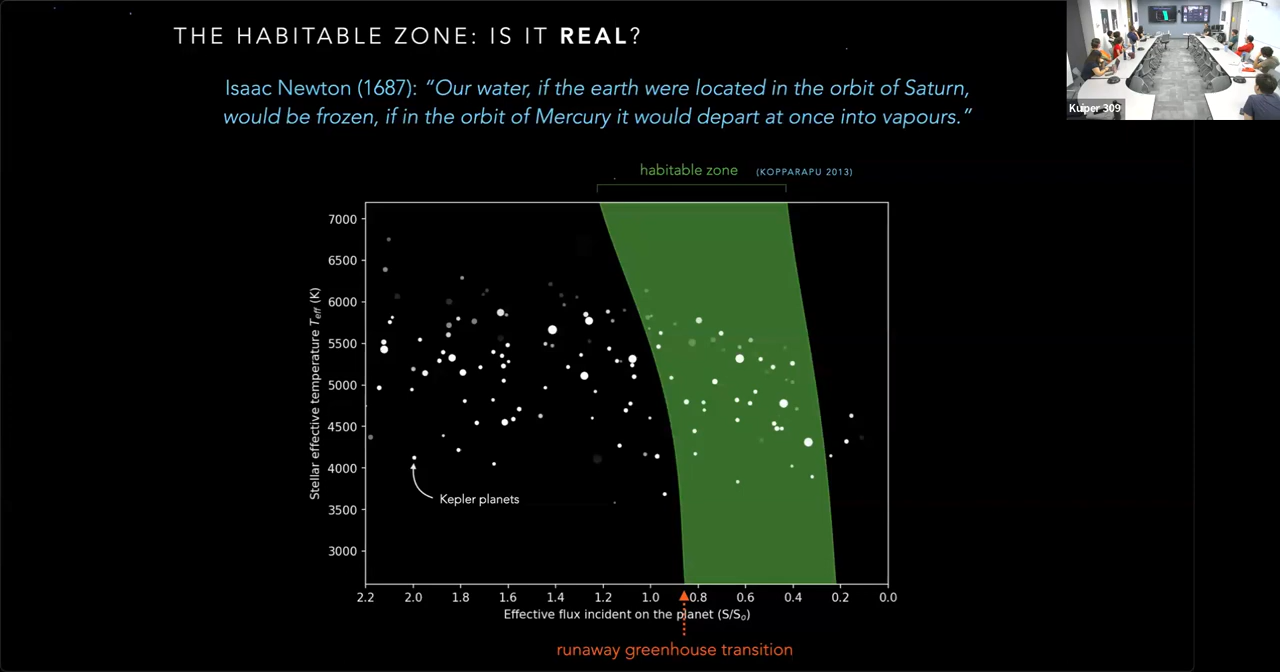 THE HABITABLE ZONE: IS IT REAL?
Isaac Newton (1687): “Our water, if the earth were located in the orbit of Saturn,
would be frozen, if in the orbit of Mercury it would depart at once into vapours.”
Kuiper 309
habitable zone (KOPPARAPU 2013)
Stellar effective temperature Teff (K)
7000
6500
6000
5500
5000
4500
4000
3500
3000
Kepler planets
2.2 2.0 1.8 1.6 1.4 1.2 1.0 0.8 0.6 0.4 0.2 0.0
Effective flux incident on the planet (S/S₀)
runaway greenhouse transition